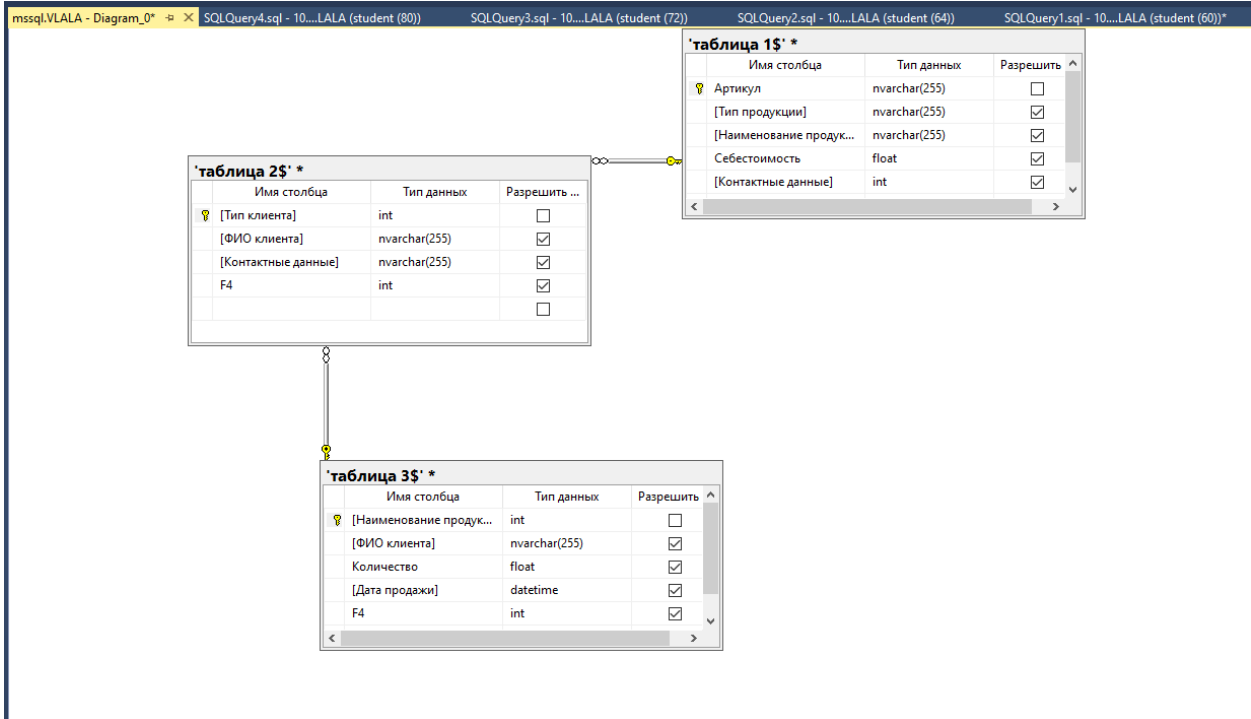 mssql.VLALA - Diagram_0* SQLQuery4.sql - 10....LALA (student (80)) SQLQuery3.sql - 10....LALA (student (72)) SQLQuery2.sql - 10....LALA (student (64)) SQLQuery1.sql - 10....LALA (student (60))*
'таблица 1$' *
Имя столбца Тип данных Разрешить
Артикул nvarchar(255)
[Тип продукции] nvarchar(255)
[Наименование продук... nvarchar(255)
Себестоимость float
[Контактные данные] int
'таблица 2$' *
Имя столбца Тип данных Разрешить ...
[Тип клиента] int
[ФИО клиента] nvarchar(255)
[Контактные данные] nvarchar(255)
F4 int
'таблица 3$' *
Имя столбца Тип данных Разрешить
[Наименование продук... int
[ФИО клиента] nvarchar(255)
Количество float
[Дата продажи] datetime
F4 int